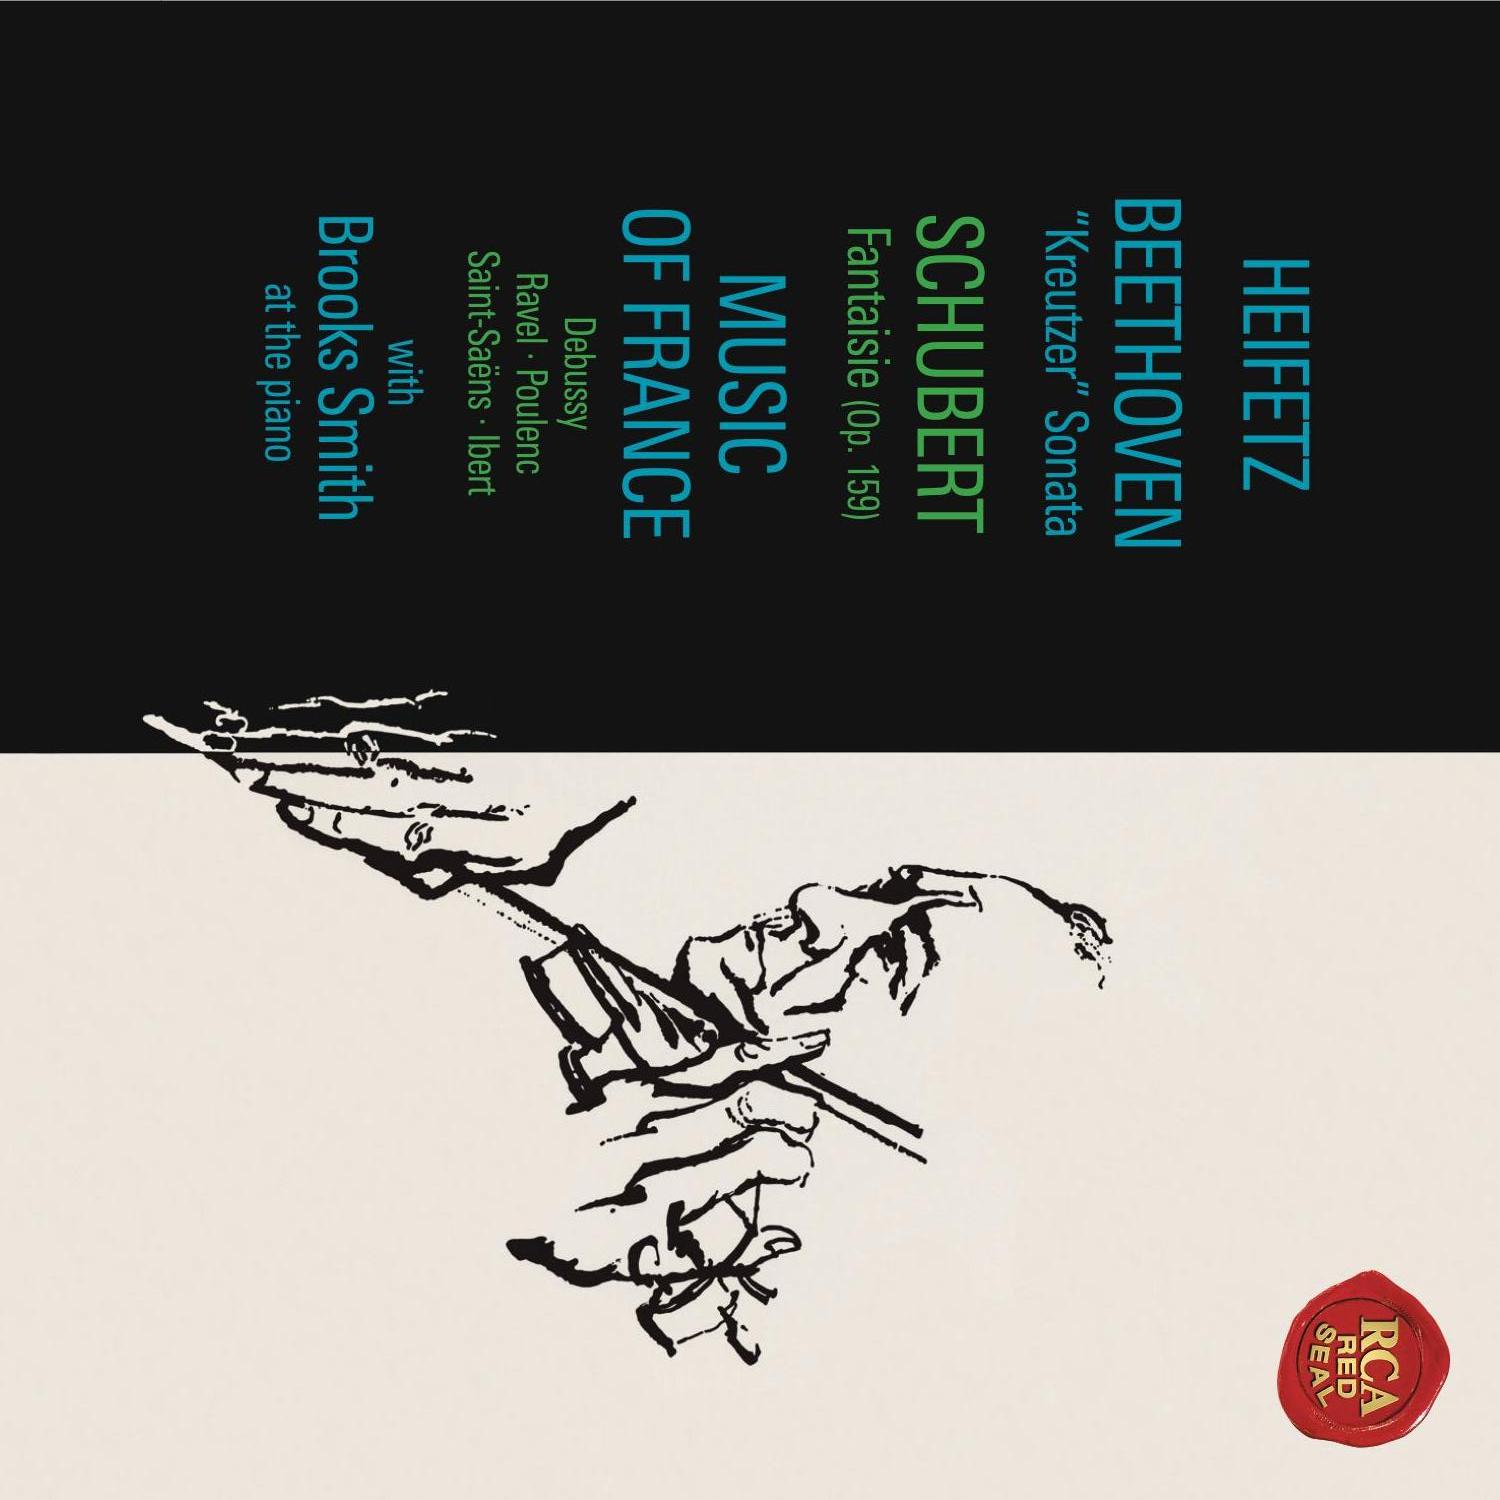 HEIFETZ
BEETHOVEN
“Kreutzer” Sonata
SCHUBERT
Fantaisie (Op. 159)
MUSIC
OF FRANCE
Debussy
Ravel · Poulenc
Saint-Saëns · Ibert
with
Brooks Smith
at the piano
RCA
RED
SEAL